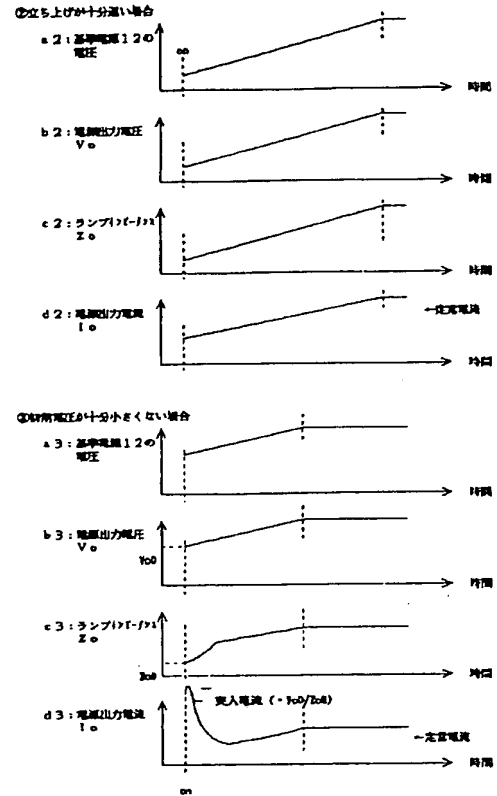 ②立ち上げが十分遅い場合
a2:基準電源12の
電圧
on
時間
b2:電源出力電圧
Vo
時間
c2:ランプインピーダンス
Zo
時間
d2:電源出力電流
Io
←定常電流
時間
③初期電圧が十分小さくない場合
a3:基準電源12の
電圧
時間
b3:電源出力電圧
Vo
Vo0
時間
c3:ランプインピーダンス
Zo
Zo0
時間
突入電流(=Vo0/Zo0)
d3:電源出力電流
Io
←定常電流
時間
on